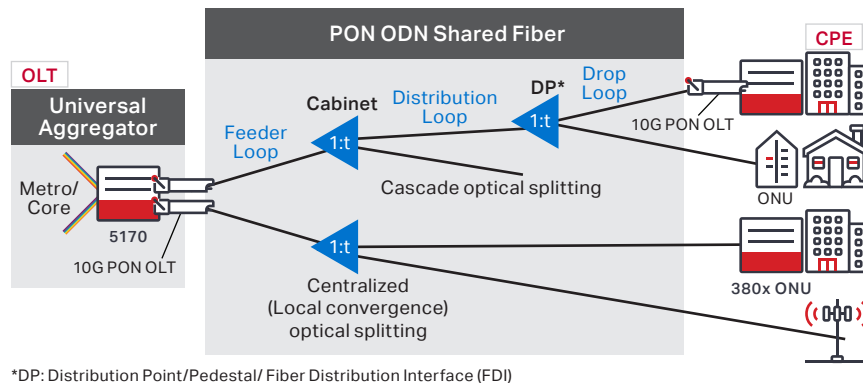 PON ODN Shared Fiber
CPE
OLT
Universal
Aggregator
Metro/
Core
5170
10G PON OLT
Feeder
Loop
Cabinet
1:t
Distribution
Loop
DP*
1:t
Drop
Loop
10G PON OLT
Cascade optical splitting
ONU
1:t
Centralized
(Local convergence)
optical splitting
380x ONU
*DP: Distribution Point/Pedestal/ Fiber Distribution Interface (FDI)